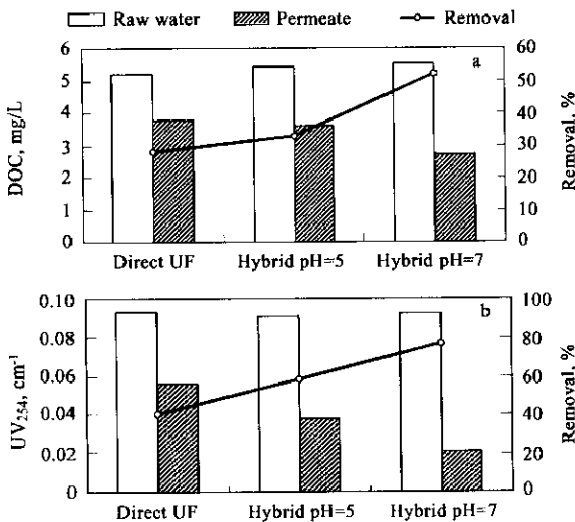 Raw water Permeate Removal
a
DOC, mg/L
6
5
4
3
2
1
0
60
50
40
30
20
10
0
Removal, %
Direct UF Hybrid pH=5 Hybrid pH=7
b
UV254, cm-1
0.10
0.08
0.06
0.04
0.02
0
100
80
60
40
20
0
Removal, %
Direct UF Hybrid pH=5 Hybrid pH=7